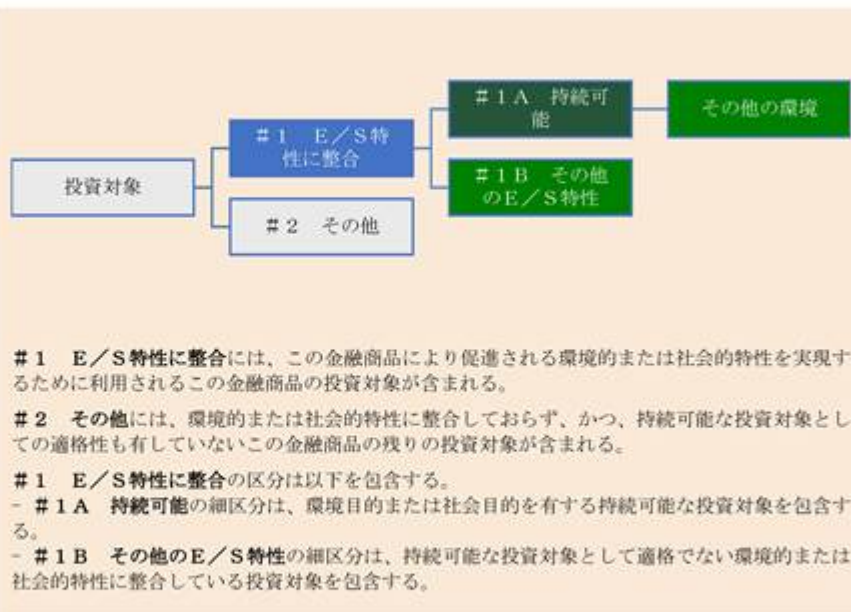 #1A 持続可
能
その他の環境
#1 E/S特
性に整合
投資対象
#1B その他
のE/S特性
#2 その他
#1 E/S特性に整合には、この金融商品により促進される環境的または社会的特性を実現す
るために利用されるこの金融商品の投資対象が含まれる。
#2 その他には、環境的または社会的特性に整合しておらず、かつ、持続可能な投資対象とし
ての適格性も有していないこの金融商品の残りの投資対象が含まれる。
#1 E/S特性に整合の区分は以下を包含する。
- #1A 持続可能の細区分は、環境目的または社会目的を有する持続可能な投資対象を包含す
る。
- #1B その他のE/S特性の細区分は、持続可能な投資対象として適格でない環境的または
社会的特性に整合している投資対象を包含する。